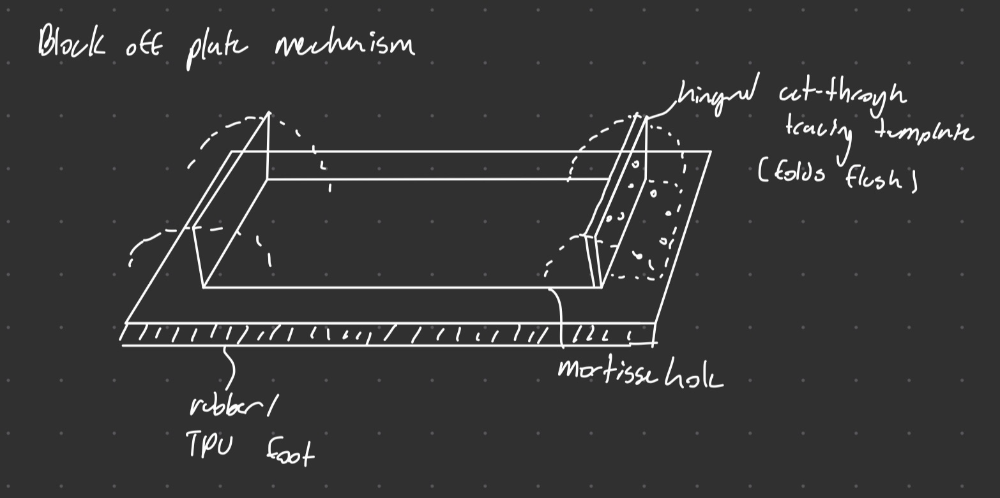 Block off plate mechanism
hinged cut-through
tracing template
(folds flush)
mortisse hole
rubber/
TPU foot